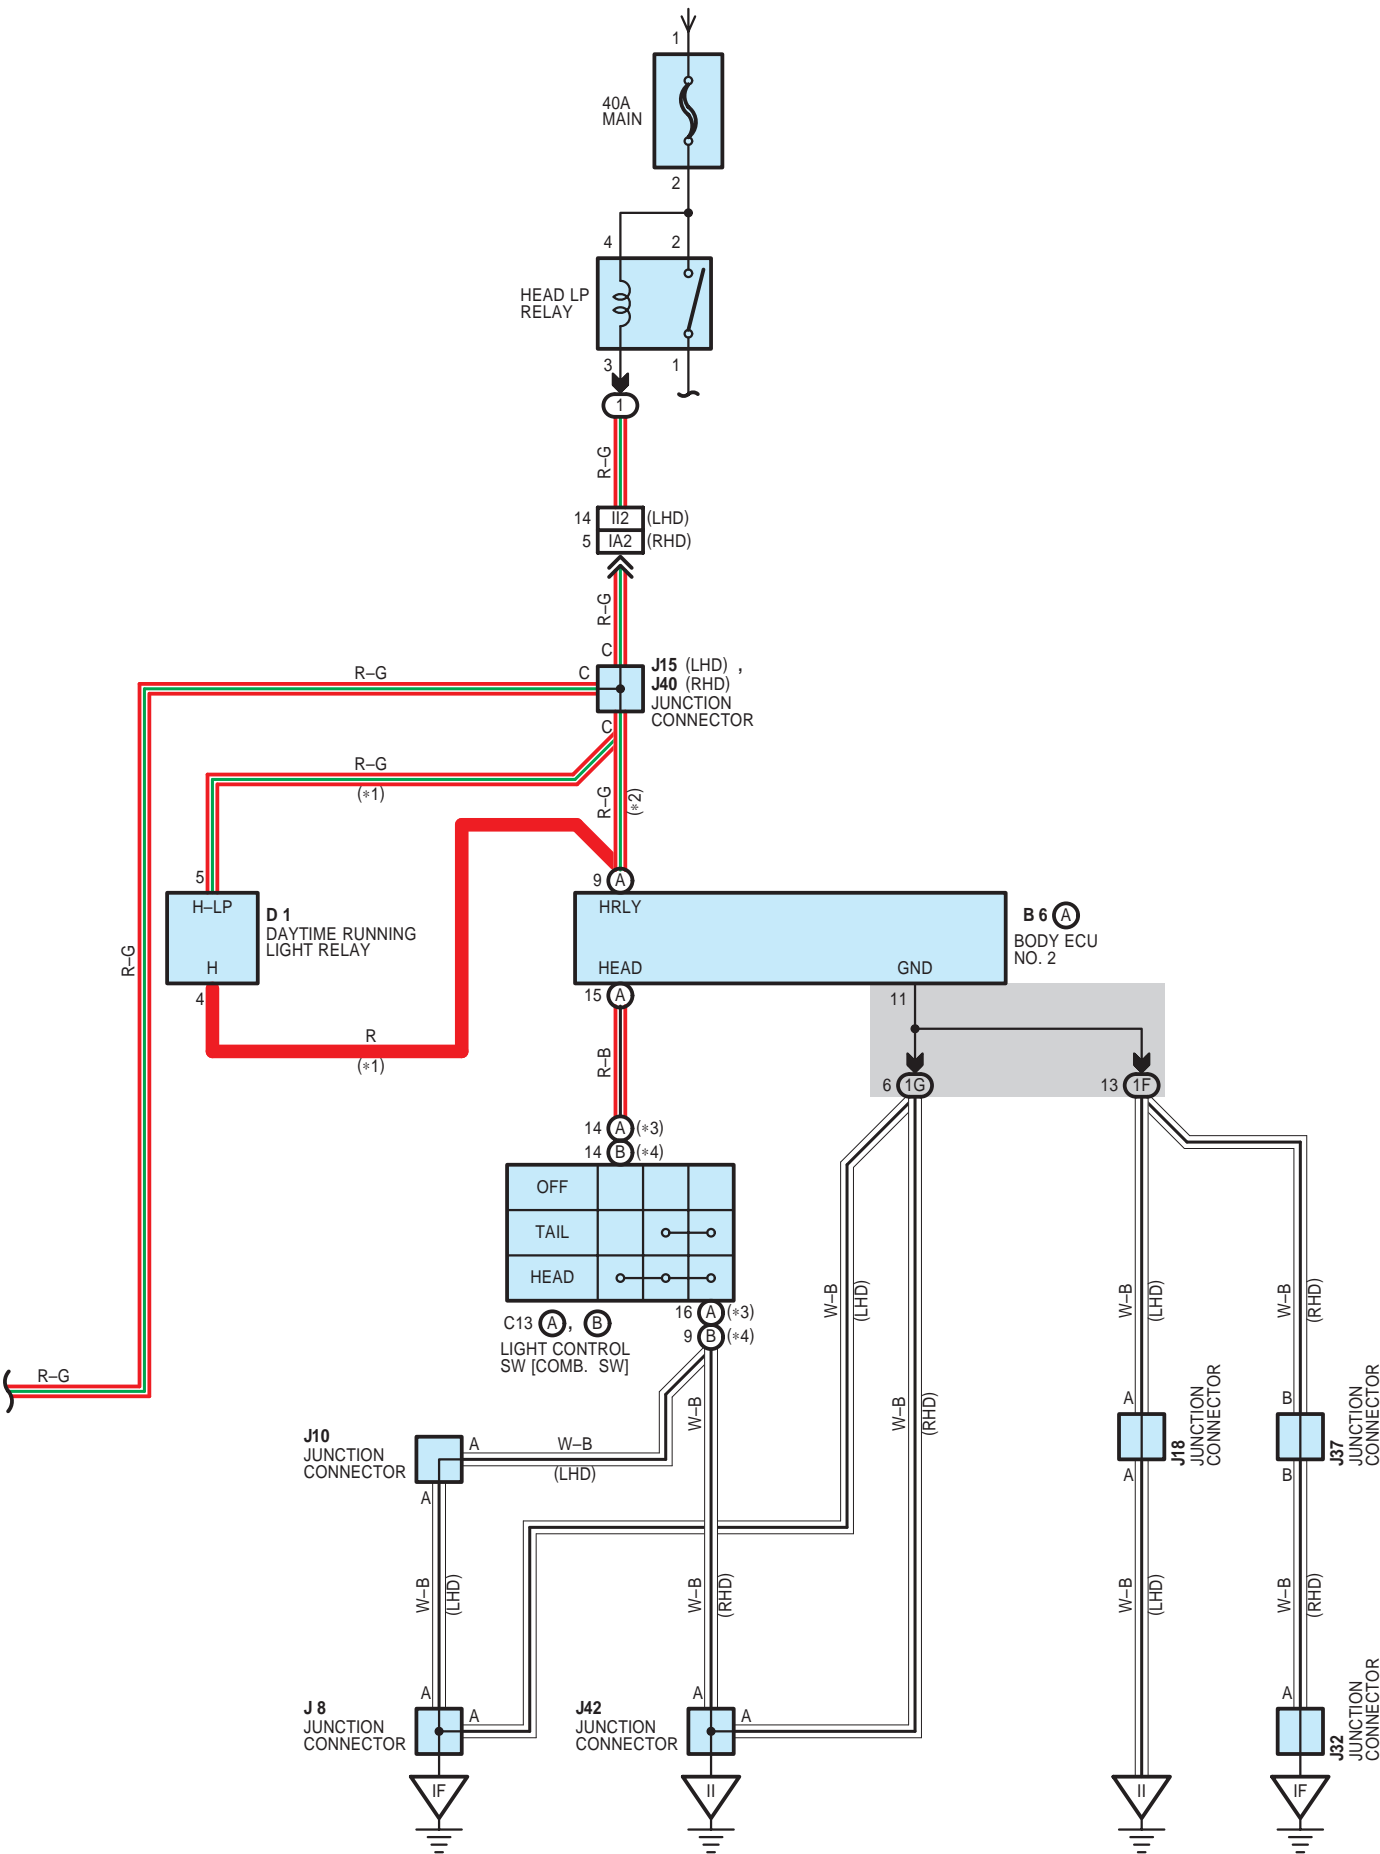 1
40A
MAIN
2
4
2
HEAD LP
RELAY
3
1
1
R–G
14 II2 (LHD)
5 IA2 (RHD)
R–G
C
R–G
C
J15 (LHD) ,
J40 (RHD)
JUNCTION
CONNECTOR
C
R–G
(*1)
R–G
(*2)
5
9 A
H–LP
D 1
DAYTIME RUNNING
LIGHT RELAY
H
4
R–G
HRLY
B 6 A
BODY ECU
NO. 2
HEAD
GND
15 A
11
R
(*1)
R–B
6 1G
13 1F
14 A (*3)
14 B (*4)
OFF
TAIL
HEAD
16 A (*3)
9 B (*4)
C13 A , B
LIGHT CONTROL
SW [COMB. SW]
W–B
(LHD)
W–B
(LHD)
W–B
(RHD)
R–G
W–B
W–B
(RHD)
A
J18
JUNCTION
CONNECTOR
A
B
J37
JUNCTION
CONNECTOR
B
J10
JUNCTION
CONNECTOR
A
W–B
(LHD)
A
W–B
(LHD)
W–B
(RHD)
W–B
(LHD)
W–B
(RHD)
A
J 8
JUNCTION
CONNECTOR
A
A
J42
JUNCTION
CONNECTOR
A
A
J32
JUNCTION
CONNECTOR
IF
II
II
IF